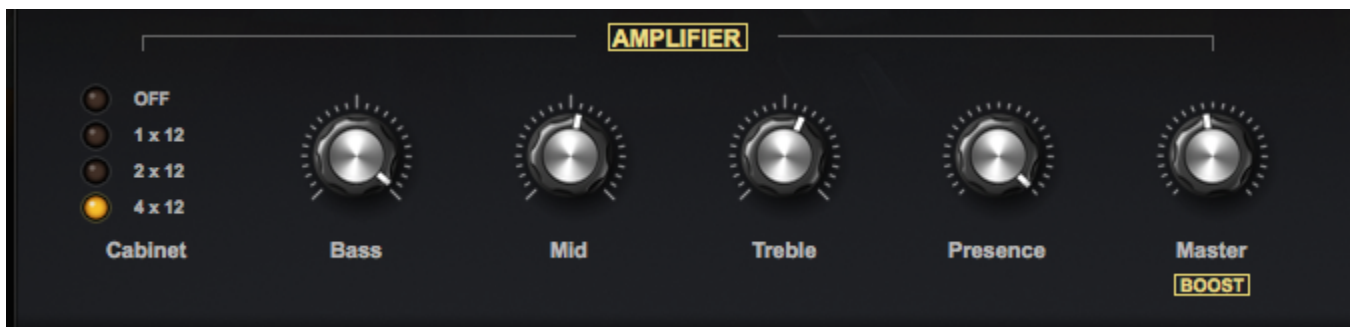 AMPLIFIER
OFF
1 x 12
2 x 12
4 x 12
Cabinet
Bass
Mid
Treble
Presence
Master
BOOST